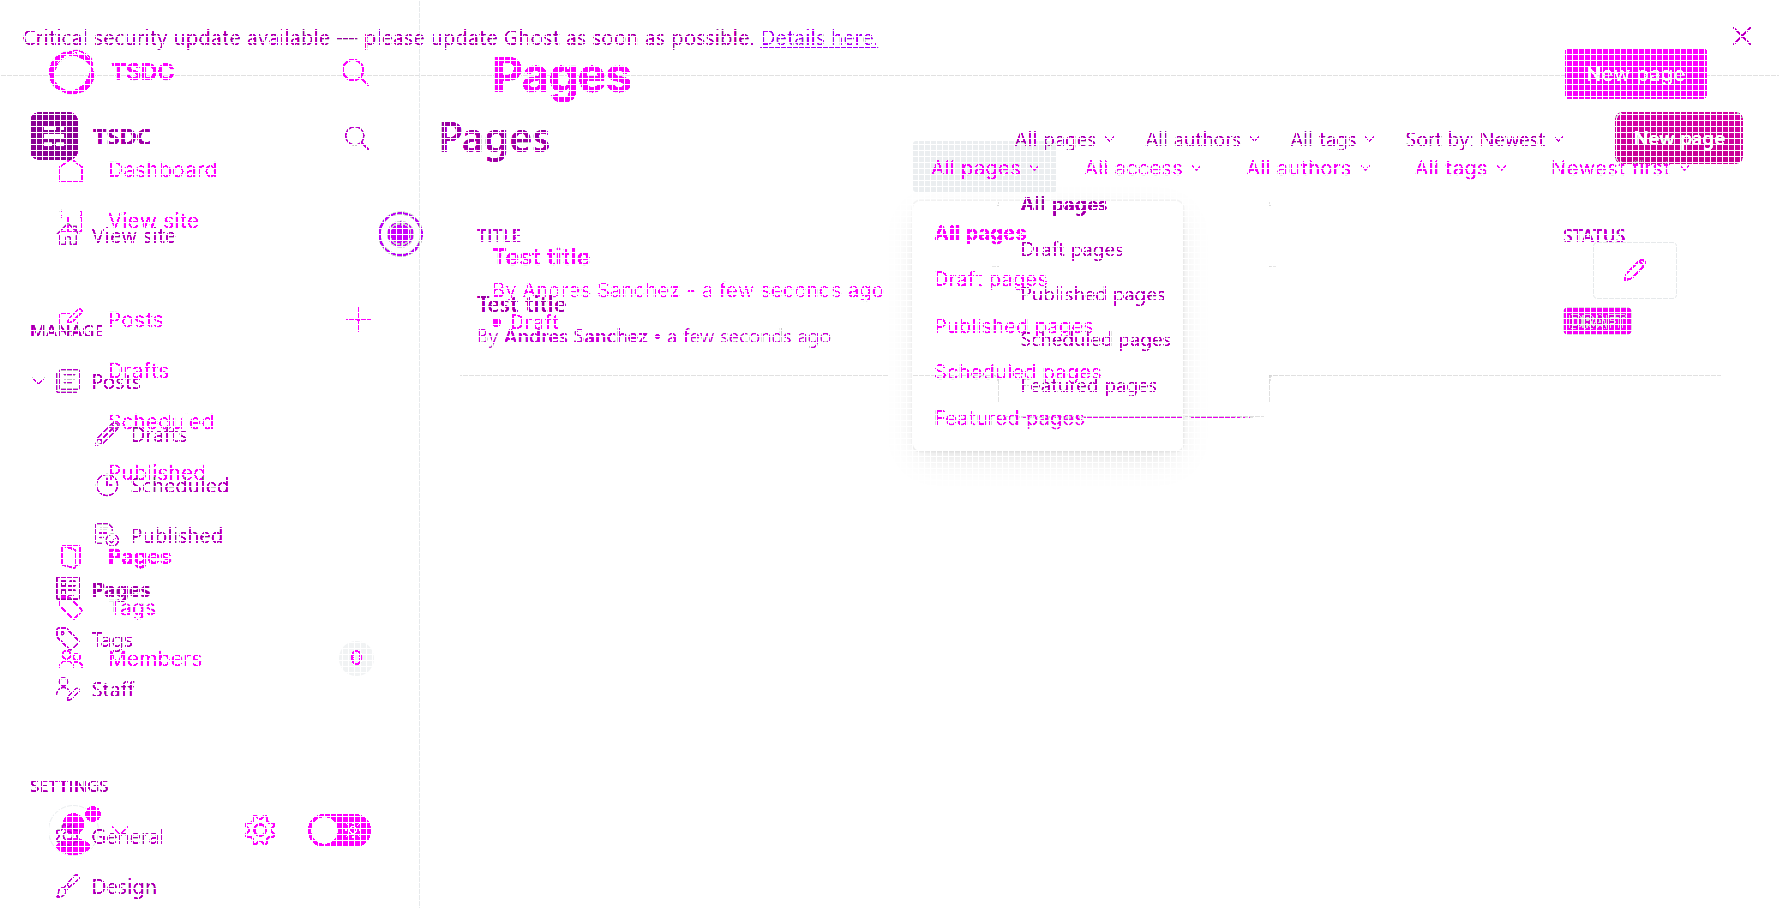 Critical security update available — please update Ghost as soon as possible. Details here.
TSDC
Pages
New page
TSDC
Pages
All pages
All authors
All tags
Sort by: Newest
New page
Dashboard
All pages
All access
All authors
All tags
Newest first
View site
View site
TITLE
STATUS
All pages
All pages
Draft pages
Draft pages
Published pages
Published pages
Scheduled pages
Scheduled pages
Featured pages
Featured pages
Test title
By Andres Sanchez - a few seconds ago
Test title
Draft
By Andres Sanchez • a few seconds ago
Posts
MANAGE
Drafts
Posts
Scheduled
Drafts
Published
Scheduled
Published
Pages
Pages
Tags
Tags
Members
0
Staff
SETTINGS
General
Design